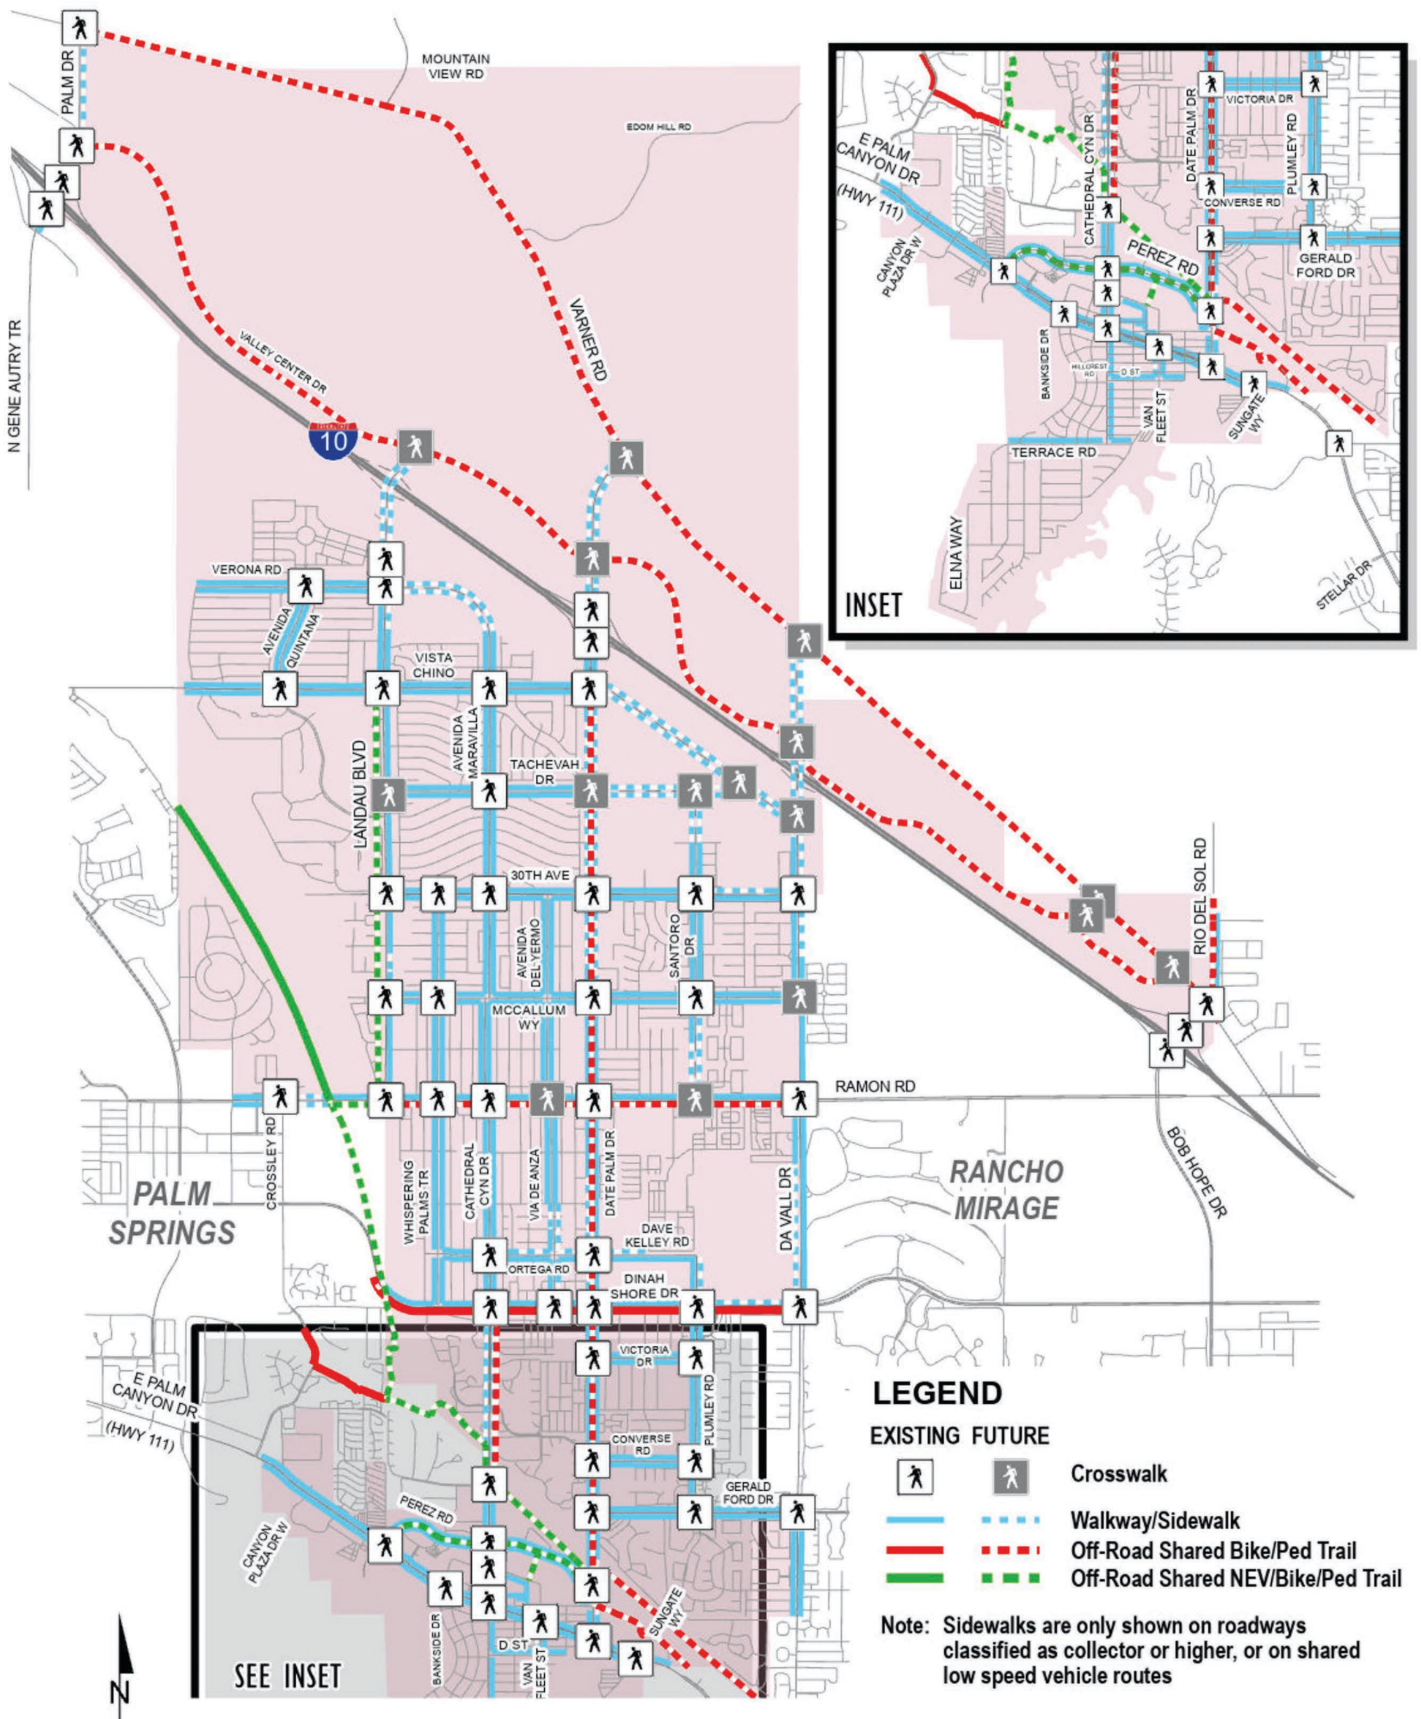 PALM DR
MOUNTAIN
VIEW RD
EDOM HILL RD
N GENE AUTRY TR
VALLEY CENTER DR
VARNER RD
10
VERONA RD
AVENIDA
QUINTANA
VISTA
CHINO
LANDAU BLVD
AVENIDA
MARAVILLA
TACHEVAH
DR
30TH AVE
AVENIDA
DEL YERMO
SANTORO
DR
MCCALLUM
WY
RIO DEL SOL RD
RAMON RD
CROSSLEY RD
PALM
SPRINGS
WHISPERING
PALMS TR
CATHEDRAL
CYN DR
VIA DE ANZA
DATE PALM DR
DAVE
KELLEY RD
ORTEGA RD
DINAH
SHORE DR
DA VALL DR
RANCHO
MIRAGE
BOB HOPE DR
E PALM
CANYON DR
(HWY 111)
VICTORIA
DR
PLUMLEY RD
CONVERSE
RD
GERALD
FORD DR
PEREZ RD
CANYON
PLAZA DR W
BANKSIDE DR
D ST
VAN
FLEET ST
SUNGATE
WY
SEE INSET
N
E PALM
CANYON DR
(HWY 111)
CANYON
PLAZA DR W
CATHEDRAL CYN DR
DATE PALM DR
VICTORIA DR
PLUMLEY RD
CONVERSE RD
GERALD
FORD DR
PEREZ RD
BANKSIDE DR
HILLCREST
RD
D ST
VAN
FLEET ST
SUNGATE
WY
TERRACE RD
ELNA WAY
STELLAR DR
INSET
LEGEND
EXISTING FUTURE
Crosswalk
Walkway/Sidewalk
Off-Road Shared Bike/Ped Trail
Off-Road Shared NEV/Bike/Ped Trail
Note: Sidewalks are only shown on roadways
classified as collector or higher, or on shared
low speed vehicle routes